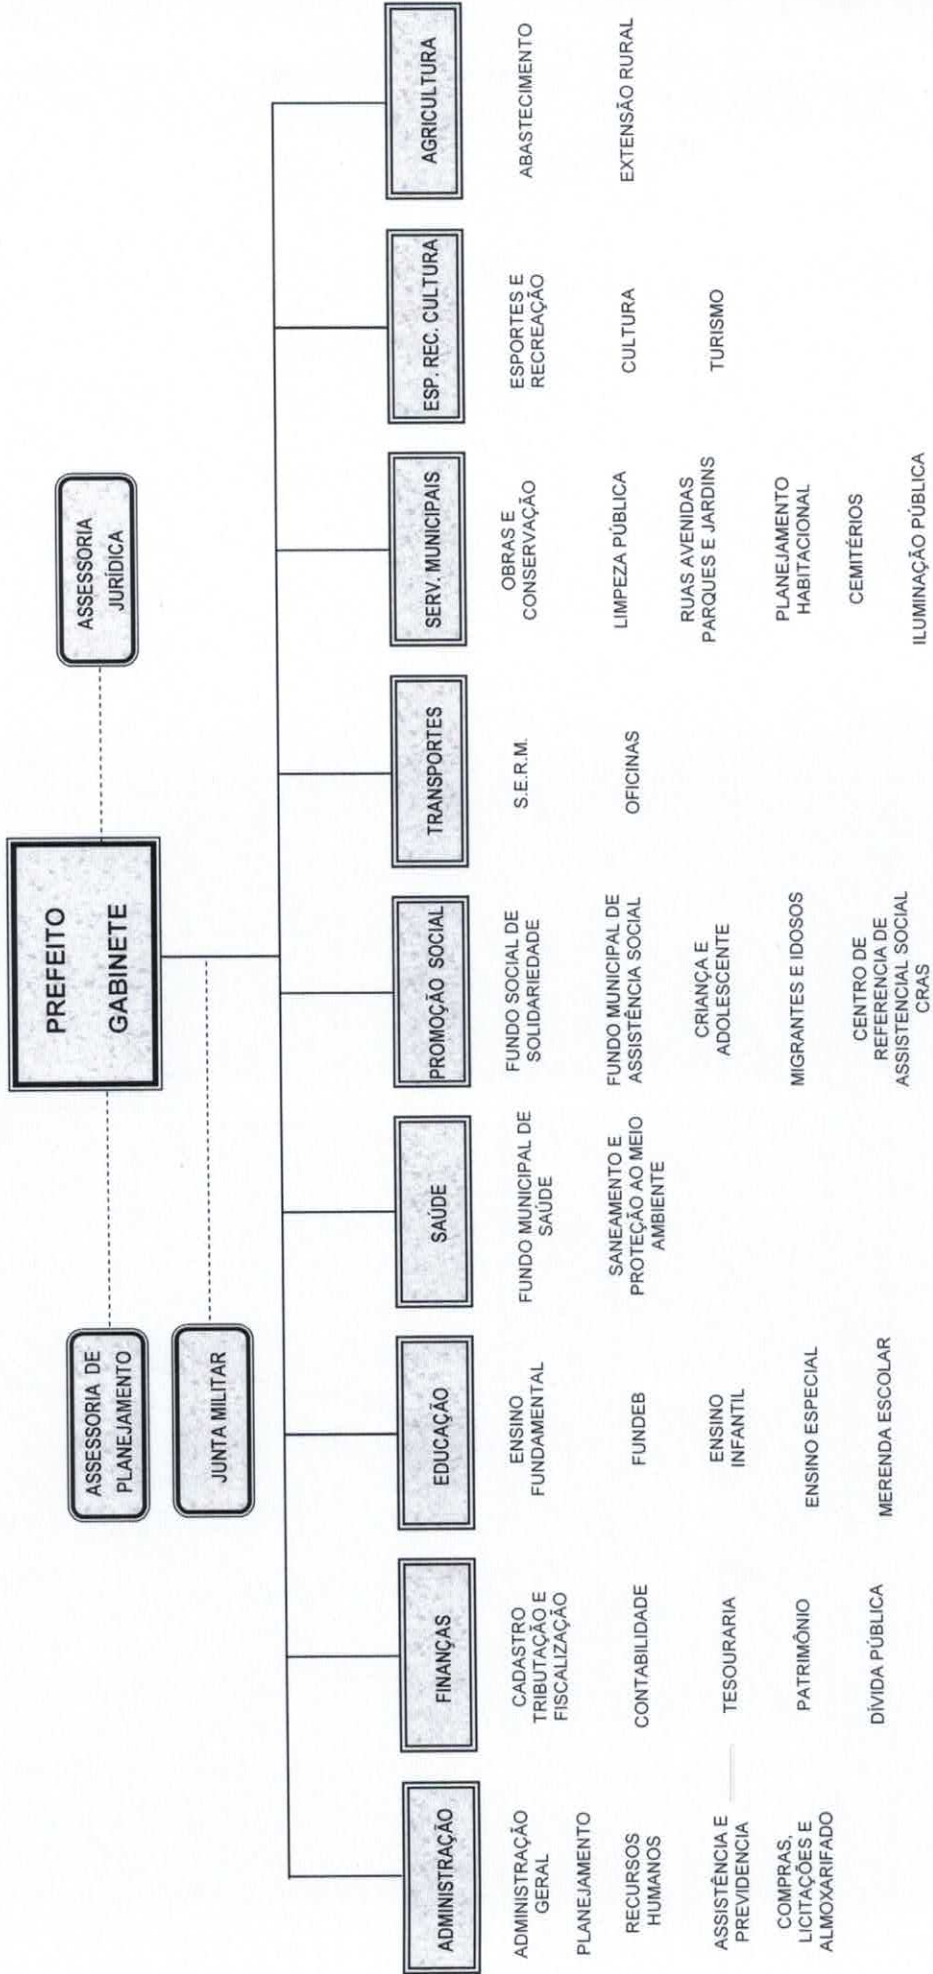 PREFEITO
GABINETE
ASSESSORIA DE
PLANEJAMENTO
ASSESSORIA
JURÍDICA
JUNTA MILITAR
ADMINISTRAÇÃO
ADMINISTRAÇÃO
GERAL
PLANEJAMENTO
RECURSOS
HUMANOS
ASSISTÊNCIA E
PREVIDENCIA
COMPRAS,
LICITAÇÕES E
ALMOXARIFADO
FINANÇAS
CADASTRO
TRIBUTAÇÃO E
FISCALIZAÇÃO
CONTABILIDADE
TESOURARIA
PATRIMÔNIO
DÍVIDA PÚBLICA
EDUCAÇÃO
ENSINO
FUNDAMENTAL
FUNDEB
ENSINO
INFANTIL
ENSINO ESPECIAL
MERENDA ESCOLAR
SAÚDE
FUNDO MUNICIPAL DE
SAÚDE
SANEAMENTO E
PROTEÇÃO AO MEIO
AMBIENTE
PROMOÇÃO SOCIAL
FUNDO SOCIAL DE
SOLIDARIEDADE
FUNDO MUNICIPAL DE
ASSISTÊNCIA SOCIAL
CRIANÇA E
ADOLESCENTE
MIGRANTES E IDOSOS
CENTRO DE
REFERENCIA DE
ASSISTENCIAL SOCIAL
CRAS
TRANSPORTES
S.E.R.M.
OFICINAS
SERV. MUNICIPAIS
OBRAS E
CONSERVAÇÃO
LIMPEZA PÚBLICA
RUAS AVENIDAS
PARQUES E JARDINS
PLANEJAMENTO
HABITACIONAL
CEMITÉRIOS
ILUMINAÇÃO PÚBLICA
ESP. REC. CULTURA
ESPORTES E
RECREAÇÃO
CULTURA
TURISMO
AGRICULTURA
ABASTECIMENTO
EXTENSÃO RURAL